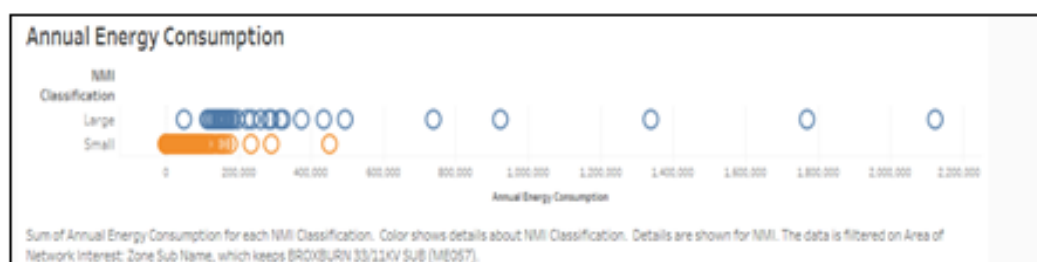 Annual Energy Consumption
NMI
Classification
Large
Small
0 200,000 400,000 600,000 800,000 1,000,000 1,200,000 1,400,000 1,600,000 1,800,000 2,000,000 2,200,000
Annual Energy Consumption
Sum of Annual Energy Consumption for each NMI Classification. Color shows details about NMI Classification. Details are shown for NMI. The data is filtered on Area of
Network Interest: Zone Sub Name, which keeps BROXBURN 33/11KV SUB (ME057).